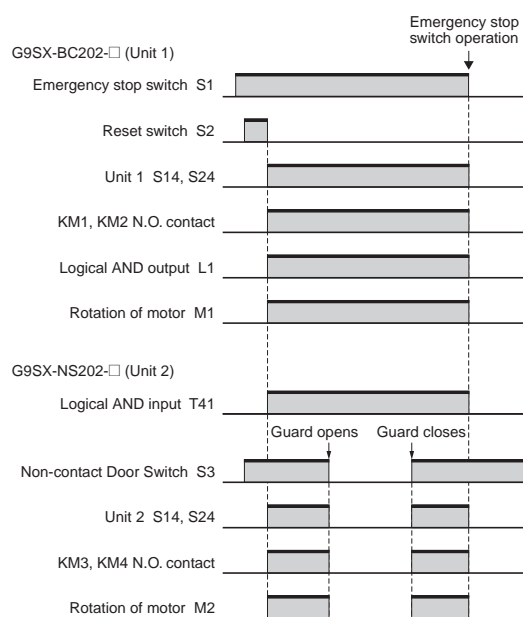 Emergency stop
switch operation
G9SX-BC202-□ (Unit 1)
Emergency stop switch S1
Reset switch S2
Unit 1 S14, S24
KM1, KM2 N.O. contact
Logical AND output L1
Rotation of motor M1
G9SX-NS202-□ (Unit 2)
Logical AND input T41
Guard opens Guard closes
Non-contact Door Switch S3
Unit 2 S14, S24
KM3, KM4 N.O. contact
Rotation of motor M2